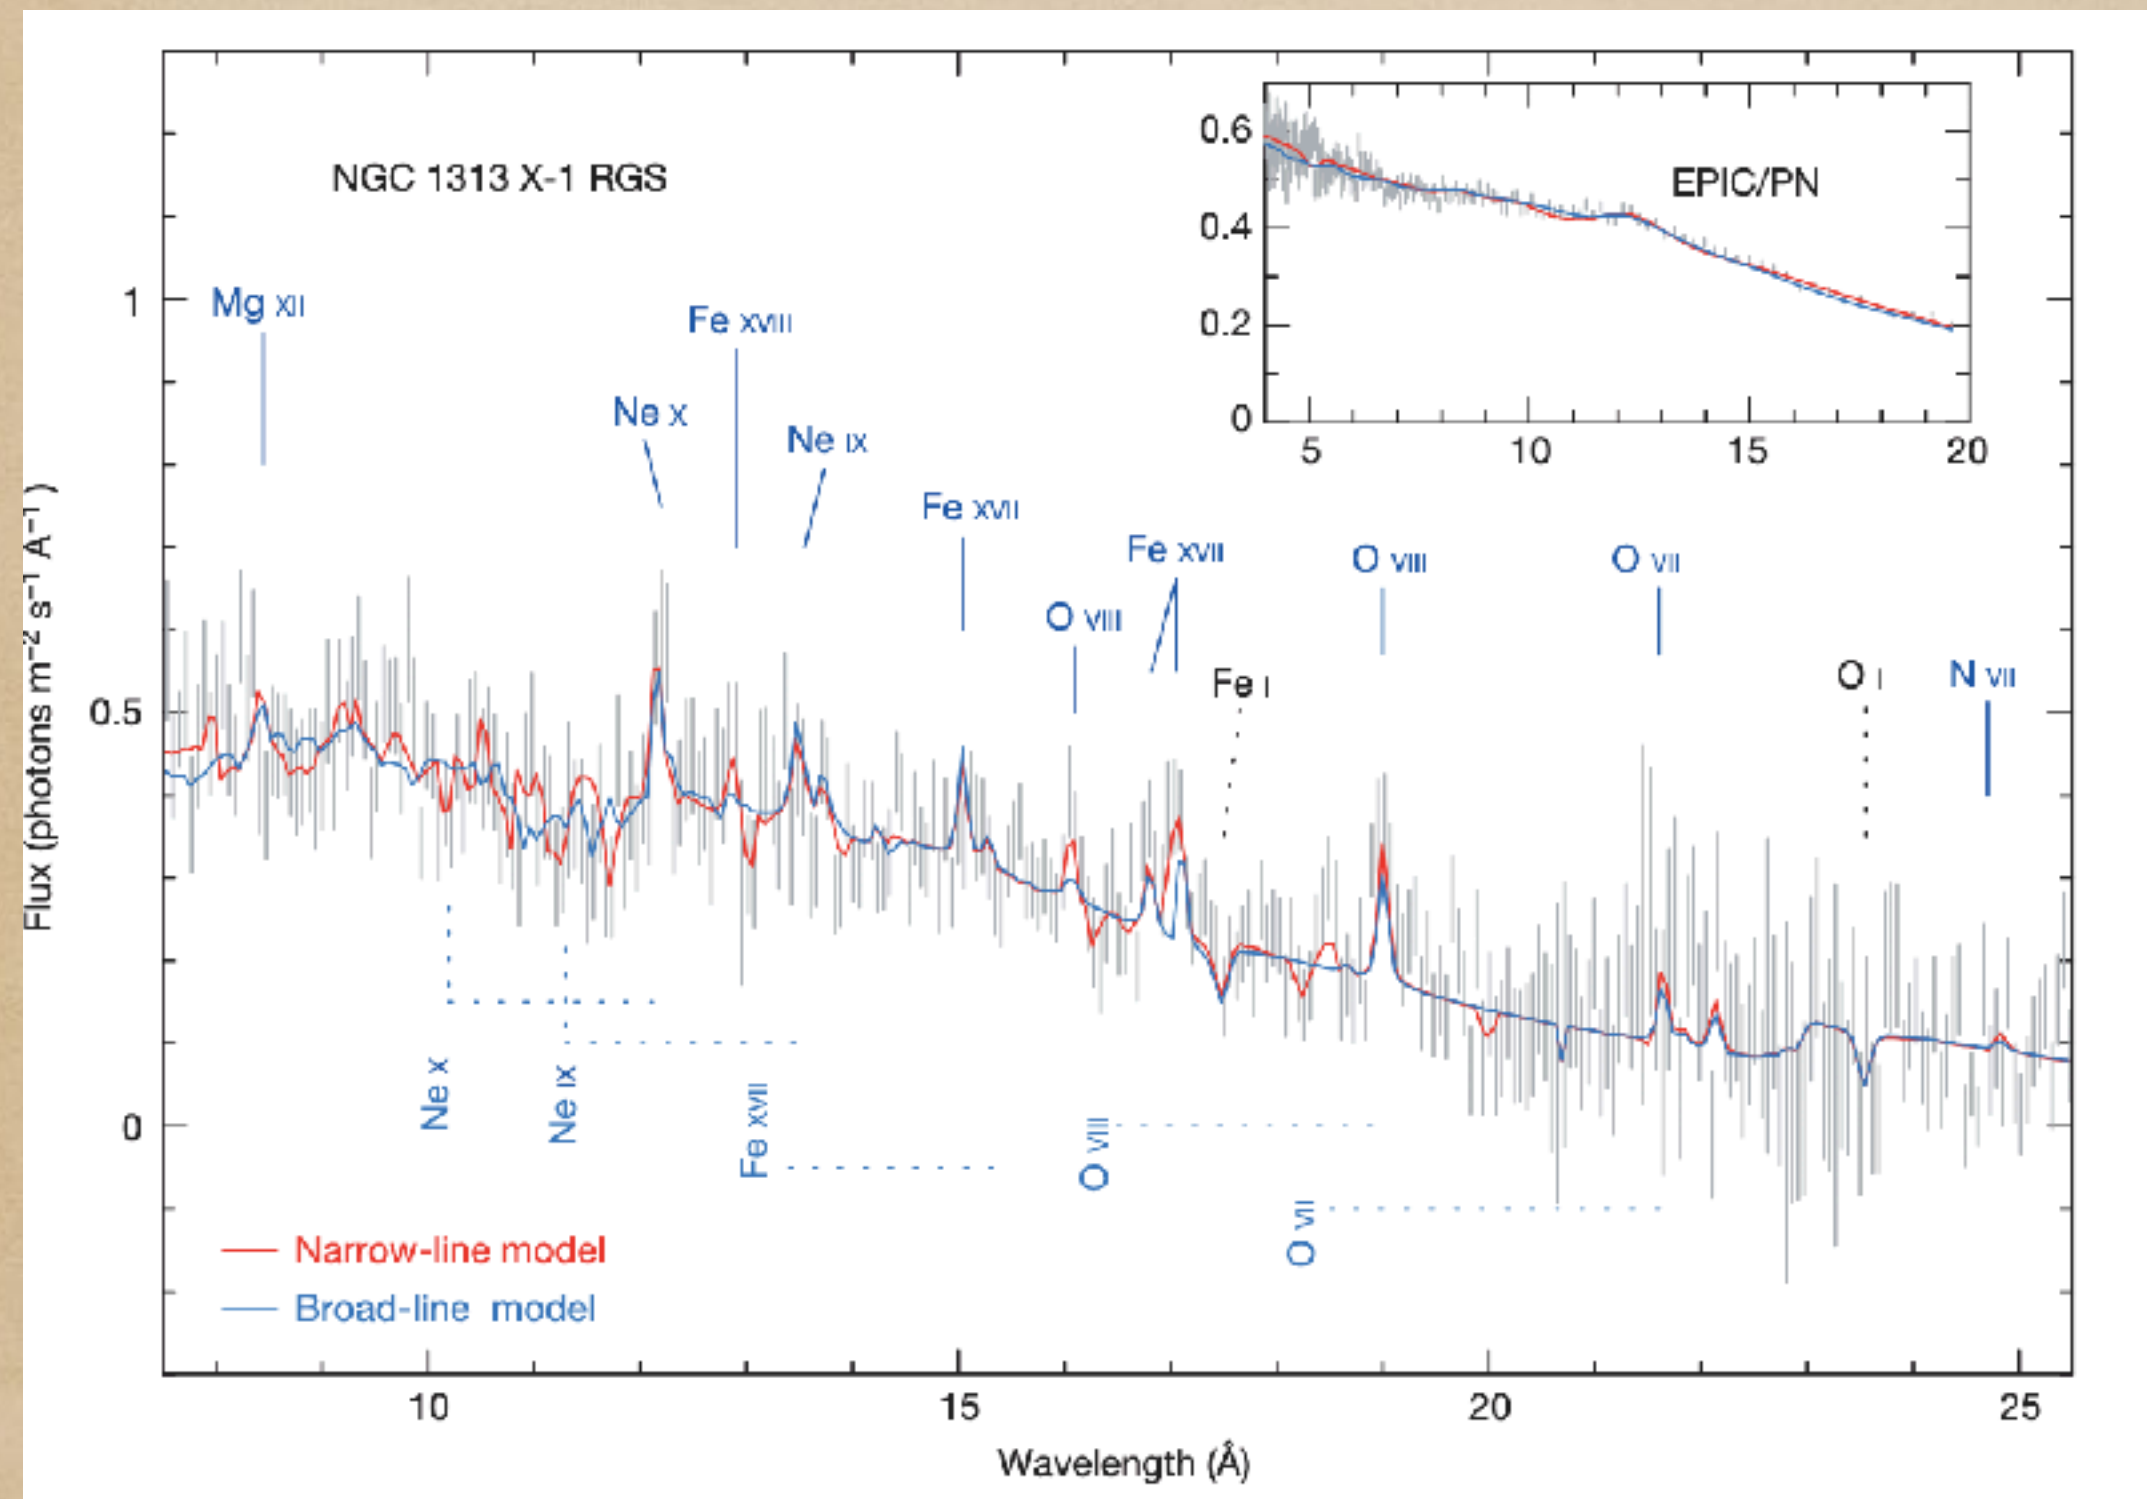 NGC 1313 X-1 RGS
EPIC/PN
0.6
0.4
0.2
0
5 10 15 20
Mg XII
Fe XVIII
Ne X
Ne IX
Fe XVII
O VIII
Fe XVII
Fe I
O VIII
O VII
O I
N VII
1
0.5
0
Flux (photons m⁻² s⁻¹ Å⁻¹)
Ne X
Ne IX
Fe XVII
O VIII
O VII
Narrow-line model
Broad-line model
10 15 20 25
Wavelength (Å)